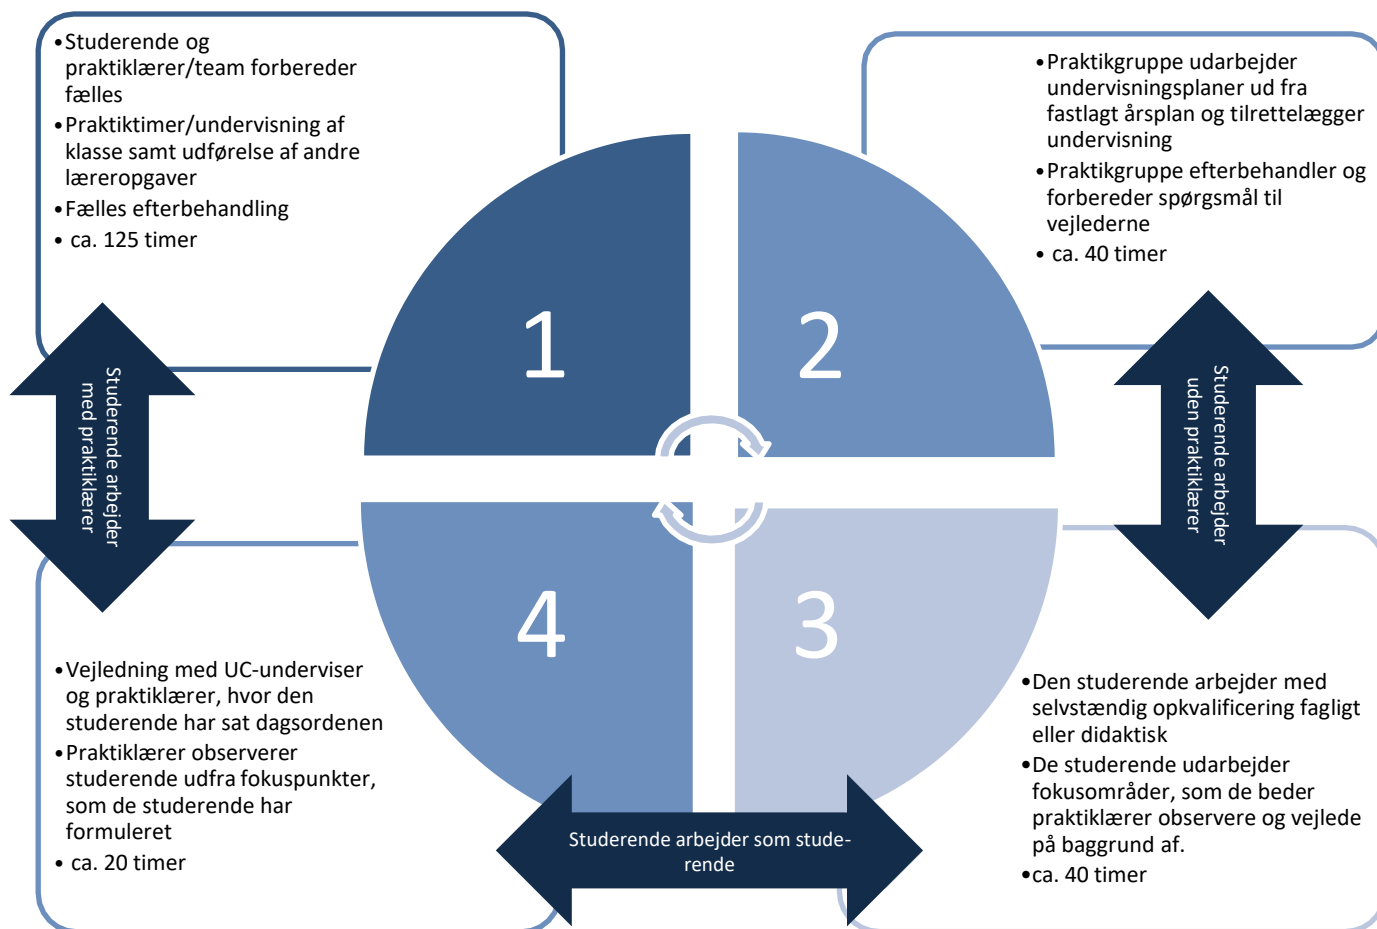 •Studerende og
praktiklærer/team forbereder
fælles
•Praktiktimer/undervisning af
klasse samt udførelse af andre
læreropgaver
•Fælles efterbehandling
• ca. 125 timer
•Praktikgruppe udarbejder
undervisningsplaner ud fra
fastlagt årsplan og tilrettelægger
undervisning
•Praktikgruppe efterbehandler og
forbereder spørgsmål til
vejlederne
• ca. 40 timer
1
2
Studerende arbejder
med praktiklærer
Studerende arbejder
uden praktiklærer
4
3
•Vejledning med UC-underviser
og praktiklærer, hvor den
studerende har sat dagsordenen
•Praktiklærer observerer
studerende udfra fokuspunkter,
som de studerende har
formuleret
• ca. 20 timer
•Den studerende arbejder med
selvstændig opkvalificering fagligt
eller didaktisk
•De studerende udarbejder
fokusområder, som de beder
praktiklærer observere og vejlede
på baggrund af.
•ca. 40 timer
Studerende arbejder som stude-
rende